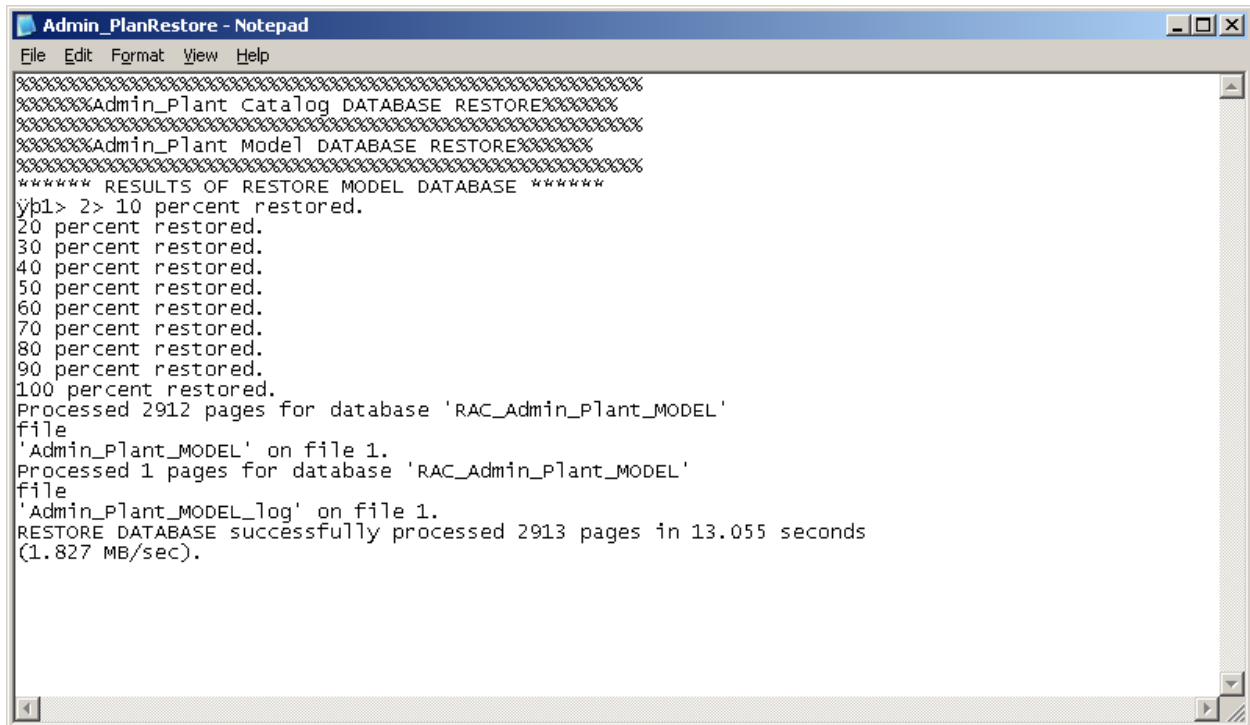 Admin_PlanRestore - Notepad
File Edit Format View Help
%%%%%%%%%%%%%%%%%%%%%%%%%%%%%%%%%%%%%%%%%%%%%%%%%%%
%%%%%%Admin_Plant Catalog DATABASE RESTORE%%%%%%
%%%%%%%%%%%%%%%%%%%%%%%%%%%%%%%%%%%%%%%%%%%%%%%%%%%
%%%%%%Admin_Plant Model DATABASE RESTORE%%%%%%
%%%%%%%%%%%%%%%%%%%%%%%%%%%%%%%%%%%%%%%%%%%%%%%%%%%
****** RESULTS OF RESTORE MODEL DATABASE ******
ÿþ1> 2> 10 percent restored.
20 percent restored.
30 percent restored.
40 percent restored.
50 percent restored.
60 percent restored.
70 percent restored.
80 percent restored.
90 percent restored.
100 percent restored.
Processed 2912 pages for database 'RAC_Admin_Plant_MODEL'
file
'Admin_Plant_MODEL' on file 1.
Processed 1 pages for database 'RAC_Admin_Plant_MODEL'
file
'Admin_Plant_MODEL_log' on file 1.
RESTORE DATABASE successfully processed 2913 pages in 13.055 seconds
(1.827 MB/sec).